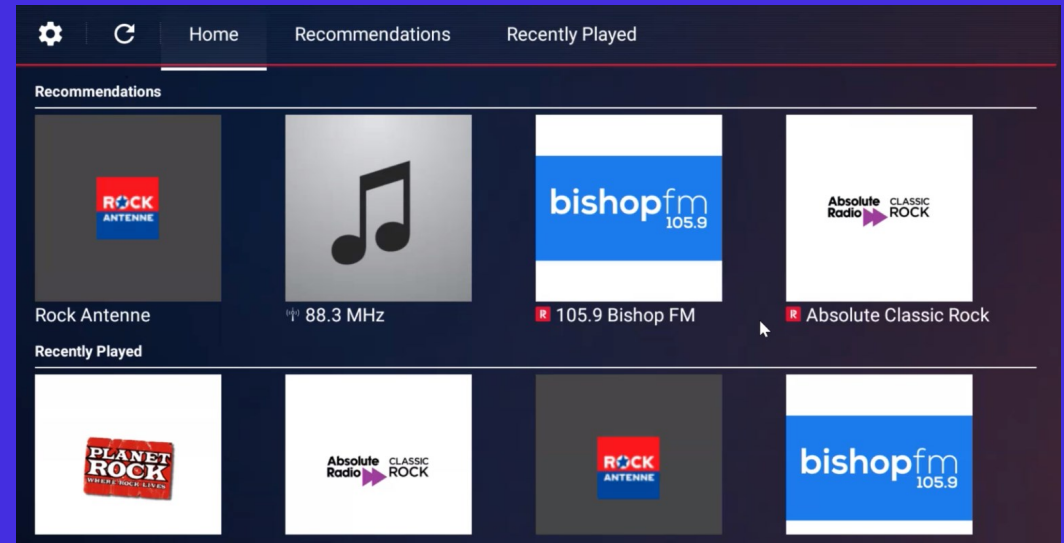 Home Recommendations Recently Played
Recommendations
ROCK
ANTENNE
bishopfm
105.9
Absolute CLASSIC
Radio ROCK
Rock Antenne
88.3 MHz
R 105.9 Bishop FM
R Absolute Classic Rock
Recently Played
PLANET
ROCK
WHERE ROCK LIVES
Absolute CLASSIC
Radio ROCK
ROCK
ANTENNE
bishopfm
105.9